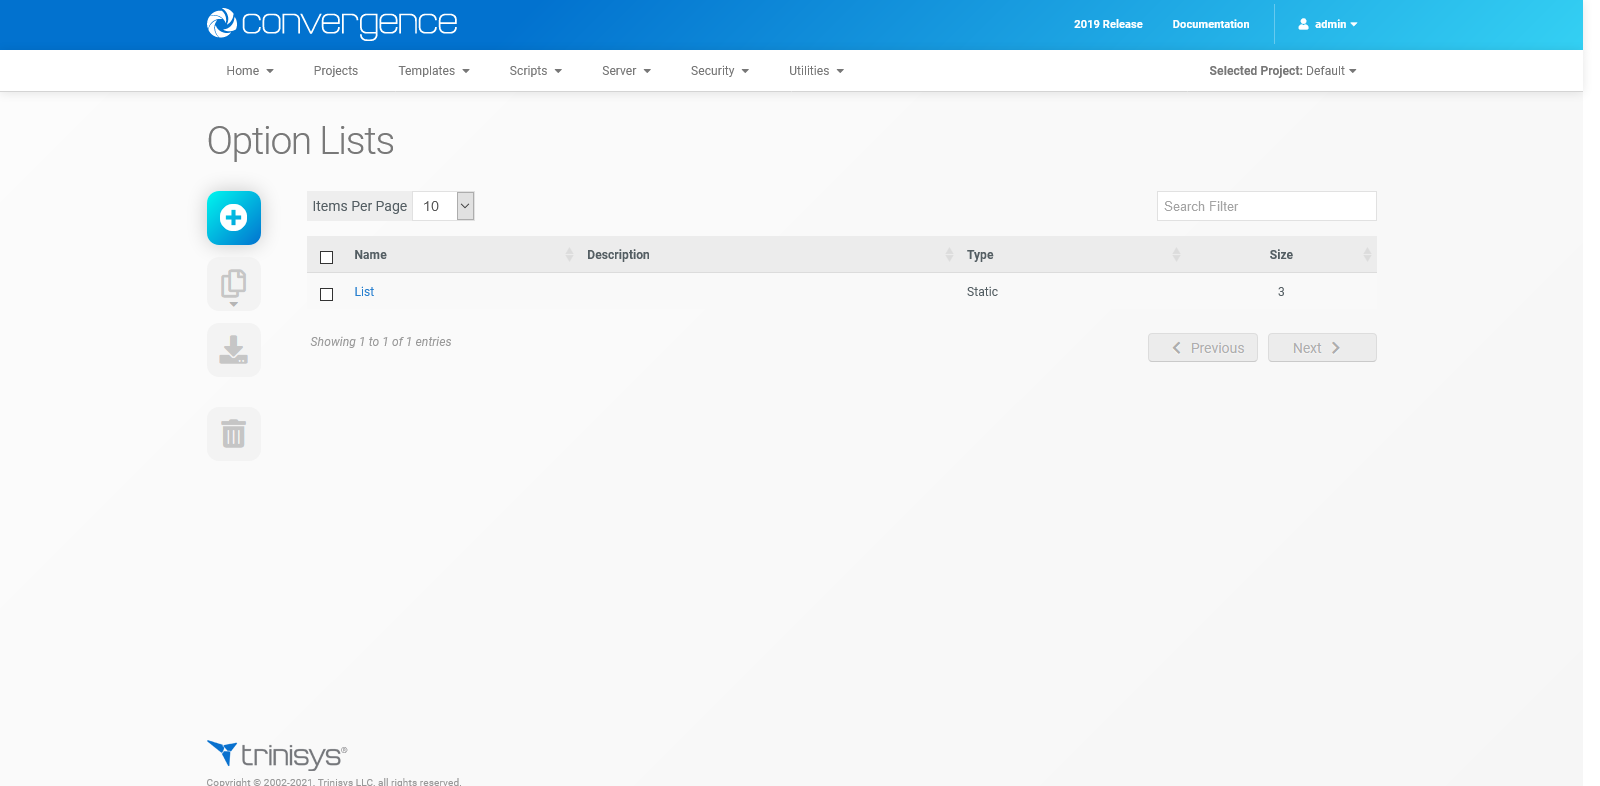 convergence
2019 Release Documentation admin
Home Projects Templates Scripts Server Security Utilities Selected Project: Default
Option Lists
Items Per Page 10 Search Filter
Name Description Type Size
List Static 3
Showing 1 to 1 of 1 entries Previous Next
trinisys®
Copyright © 2002-2021, Trinisys LLC, all rights reserved.